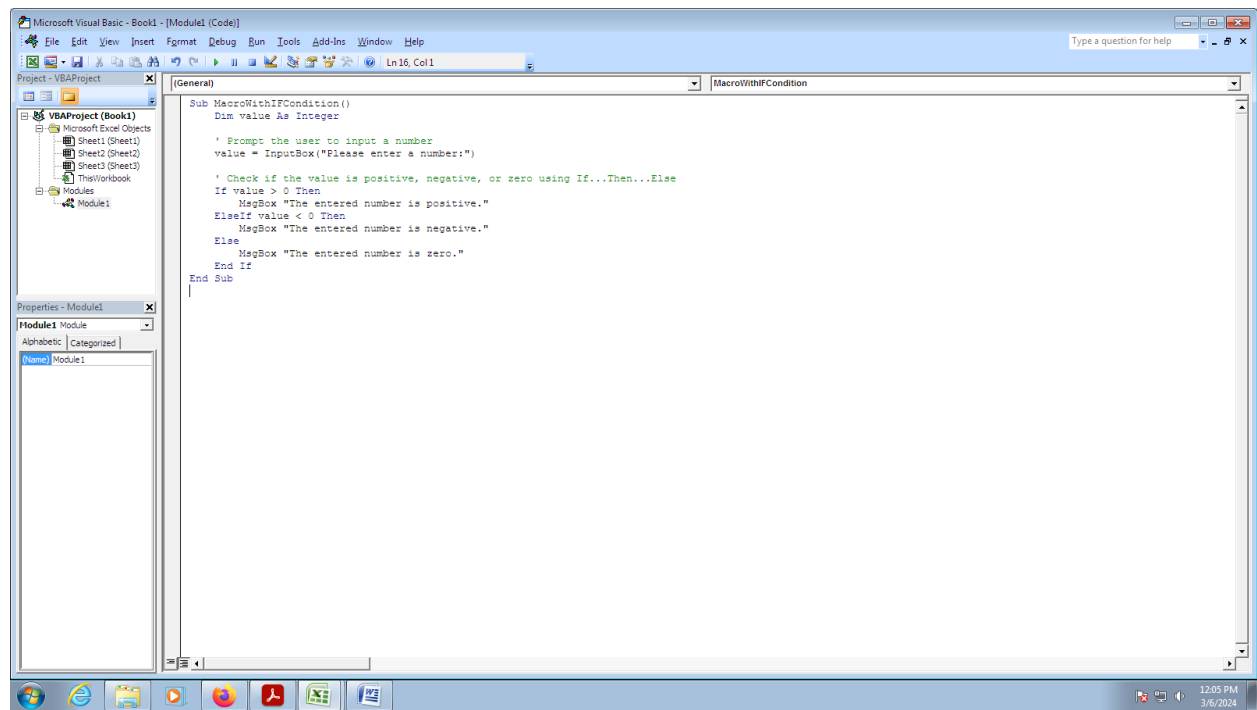 Microsoft Visual Basic - Book1 - [Module1 (Code)]
File Edit View Insert Format Debug Run Tools Add-Ins Window Help
Type a question for help
Ln 16, Col 1
Project - VBAProject
VBAProject (Book1)
Microsoft Excel Objects
Sheet1 (Sheet1)
Sheet2 (Sheet2)
Sheet3 (Sheet3)
ThisWorkbook
Modules
Module1
Properties - Module1
Module1 Module
Alphabetic Categorized
(Name) Module1
(General) MacroWithIFCondition
Sub MacroWithIFCondition()
    Dim value As Integer
    ' Prompt the user to input a number
    value = InputBox("Please enter a number:")
    ' Check if the value is positive, negative, or zero using If...Then...Else
    If value > 0 Then
        MsgBox "The entered number is positive."
    ElseIf value < 0 Then
        MsgBox "The entered number is negative."
    Else
        MsgBox "The entered number is zero."
    End If
End Sub
12:05 PM
3/6/2024